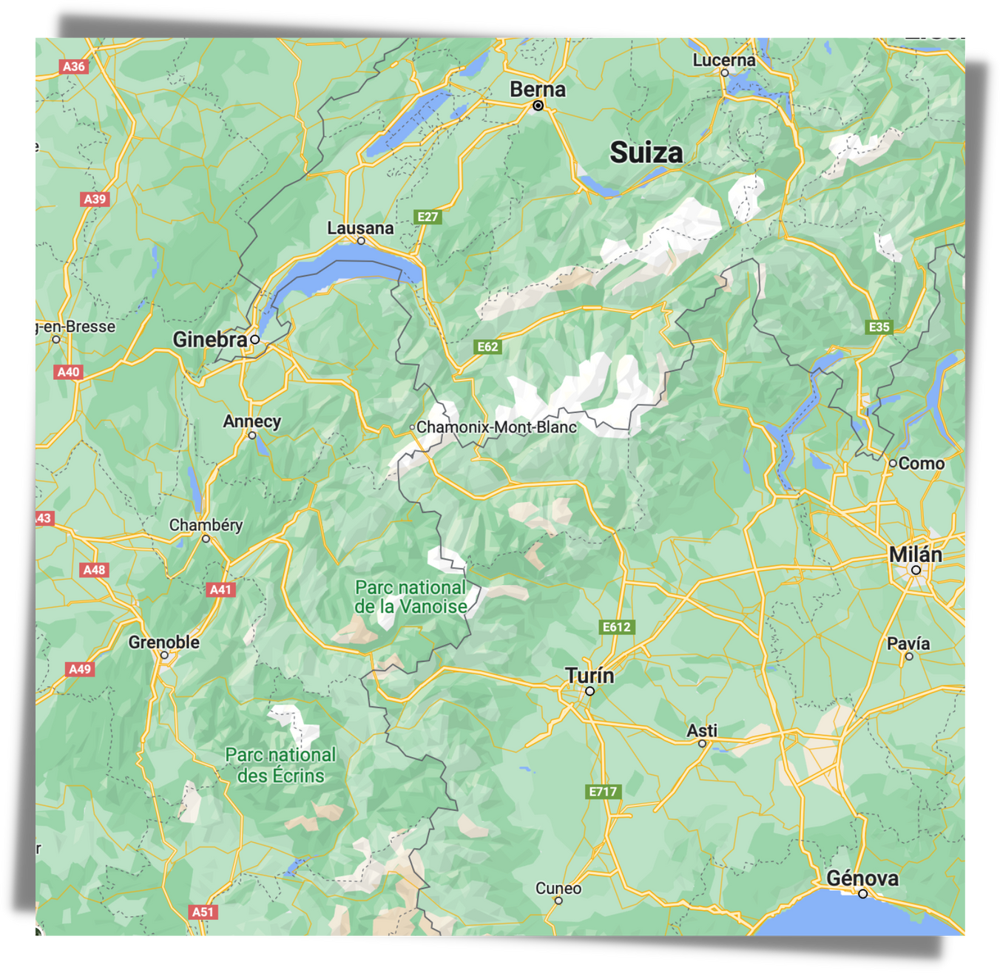 Lucerna
A36
Berna
Suiza
A39
E27
Lausana
g-en-Bresse
Ginebra
E35
E62
A40
Annecy
Chamonix-Mont-Blanc
Como
43
Chambéry
Milán
A48
Parc national
de la Vanoise
A41
E612
Grenoble
Pavía
A49
Turín
Asti
Parc national
des Écrins
E717
r
Génova
Cuneo
A51